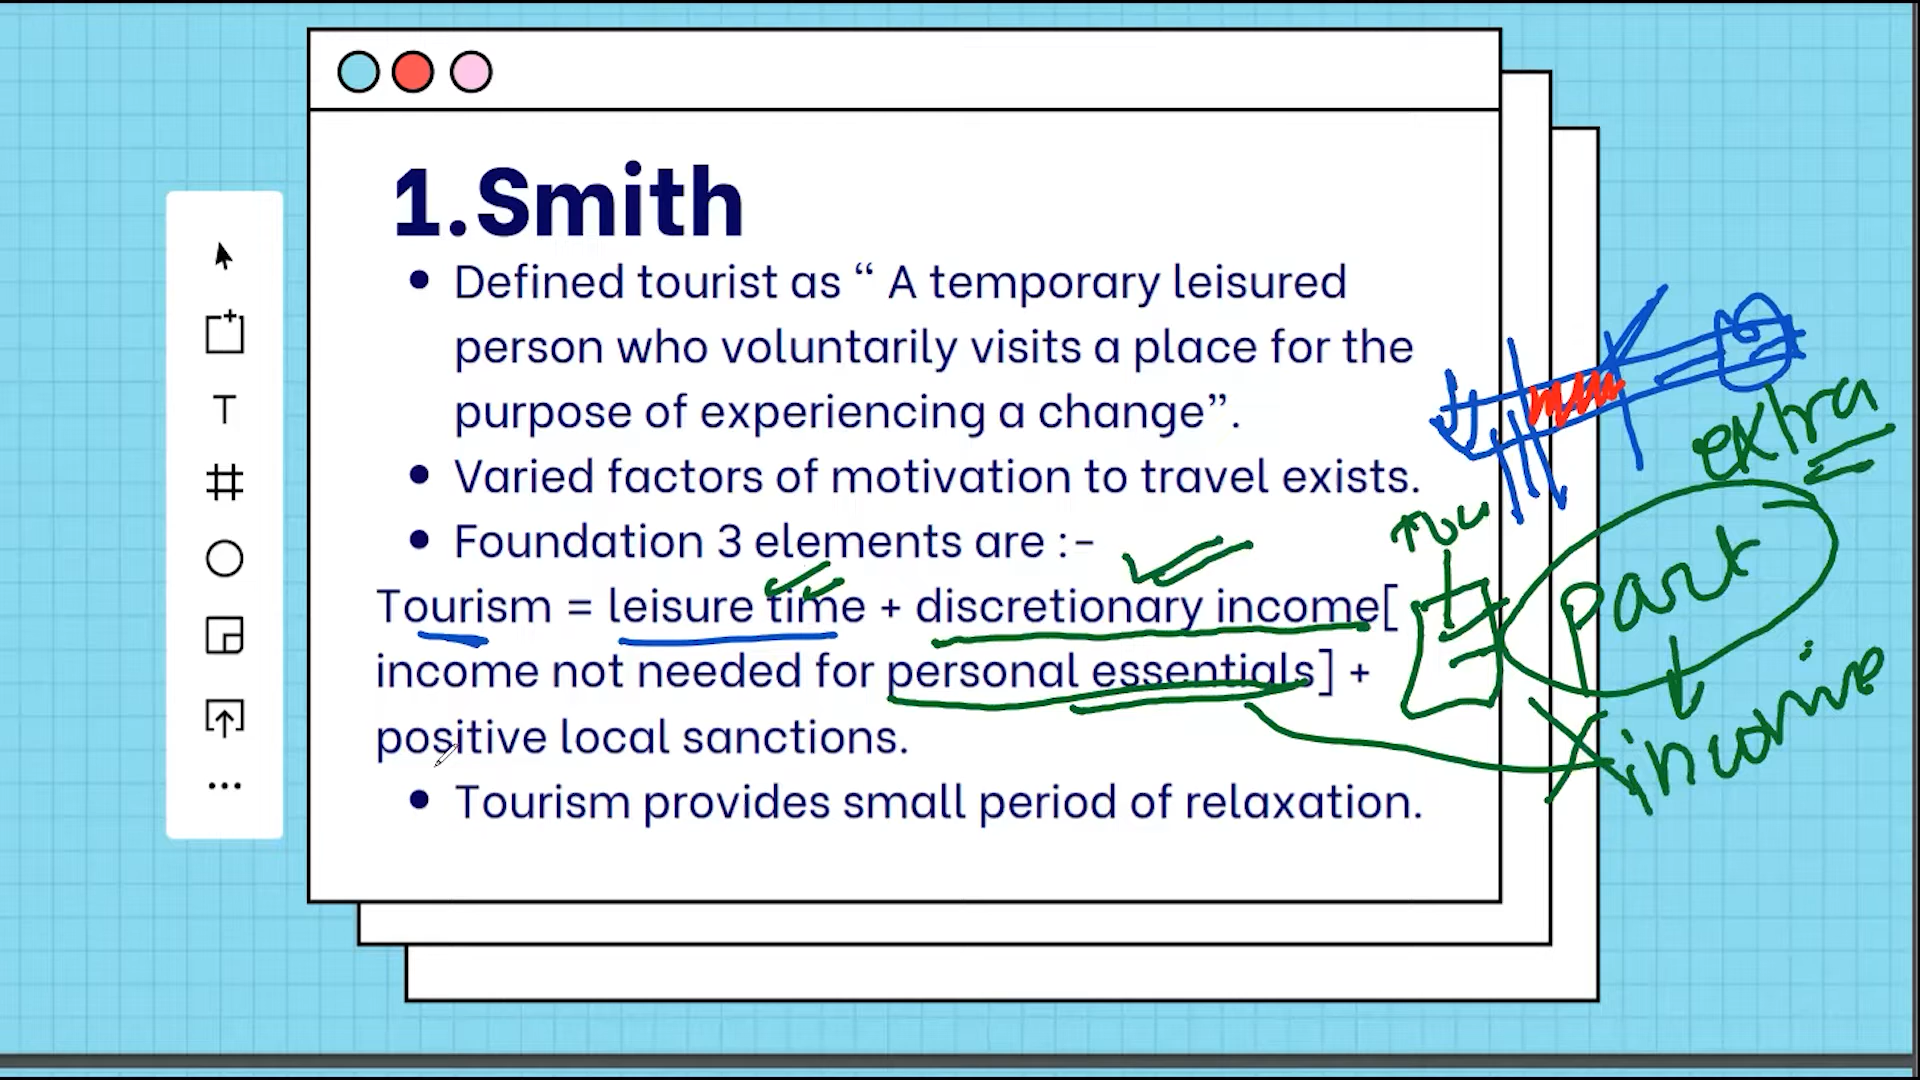 1.Smith
• Defined tourist as “ A temporary leisured
person who voluntarily visits a place for the
purpose of experiencing a change”.
• Varied factors of motivation to travel exists.
• Foundation 3 elements are :-
Tourism = leisure time + discretionary income[
income not needed for personal essentials] +
positive local sanctions.
• Tourism provides small period of relaxation.
extra
part
income